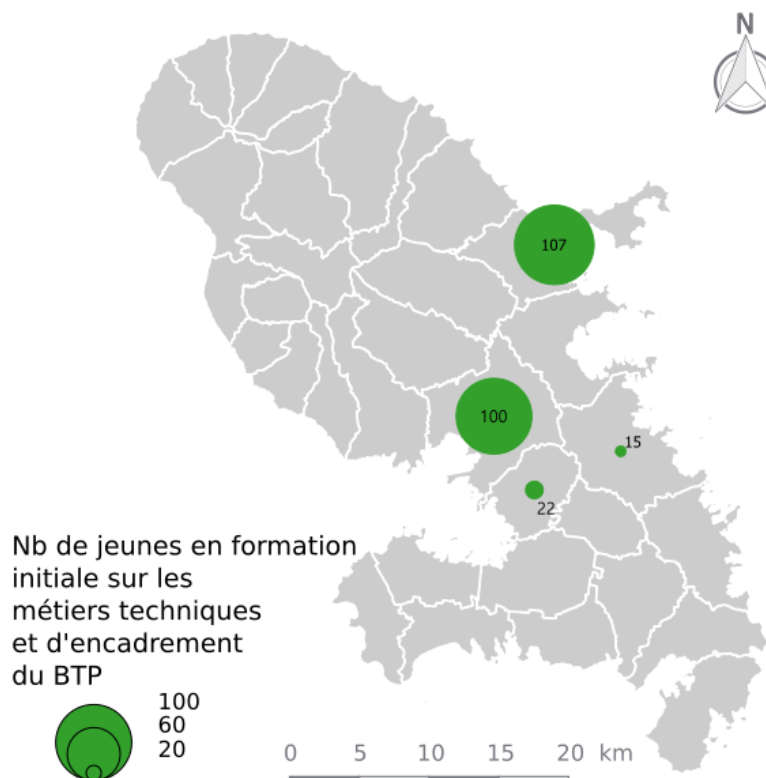 N
107
100
15
22
Nb de jeunes en formation
initiale sur les
métiers techniques
et d'encadrement
du BTP
100
60
20
0 5 10 15 20 km